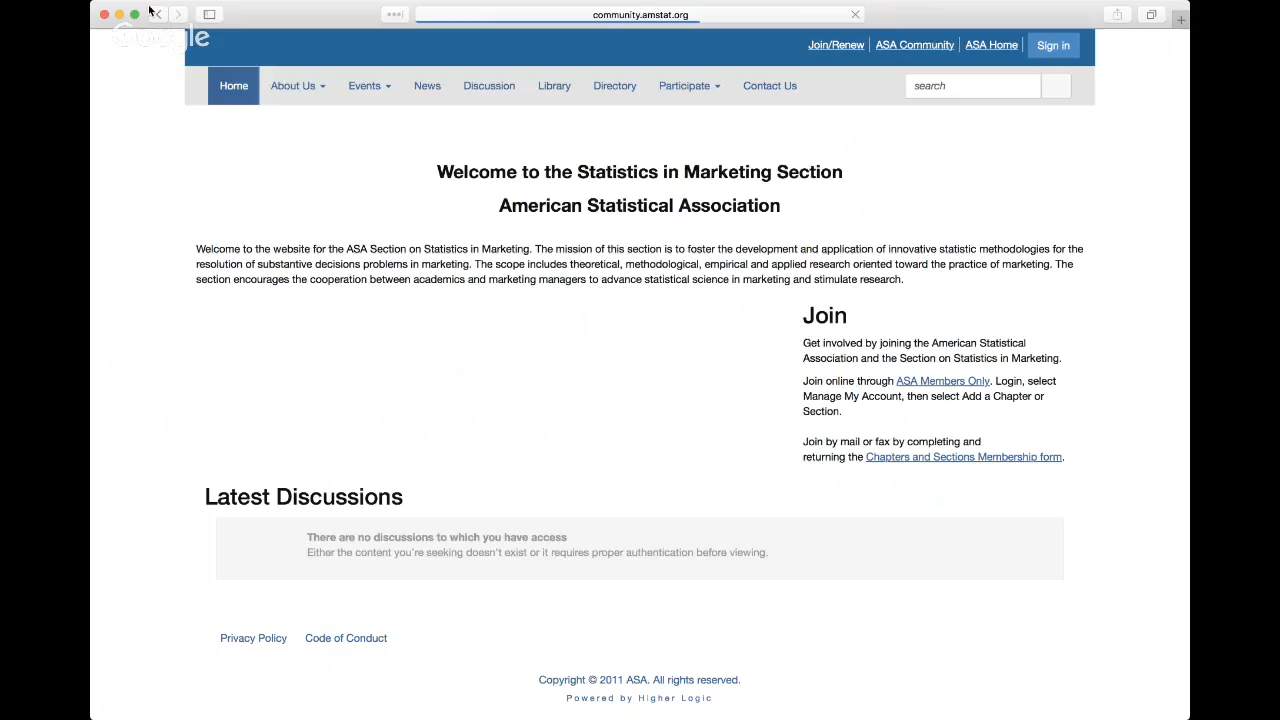 community.amstat.org
Google
Join/Renew ASA Community ASA Home Sign in
Home About Us Events News Discussion Library Directory Participate Contact Us search
Welcome to the Statistics in Marketing Section
American Statistical Association
Welcome to the website for the ASA Section on Statistics in Marketing. The mission of this section is to foster the development and application of innovative statistic methodologies for the
resolution of substantive decisions problems in marketing. The scope includes theoretical, methodological, empirical and applied research oriented toward the practice of marketing. The
section encourages the cooperation between academics and marketing managers to advance statistical science in marketing and stimulate research.
Join
Get involved by joining the American Statistical
Association and the Section on Statistics in Marketing.
Join online through ASA Members Only. Login, select
Manage My Account, then select Add a Chapter or
Section.
Join by mail or fax by completing and
returning the Chapters and Sections Membership form.
Latest Discussions
There are no discussions to which you have access
Either the content you're seeking doesn't exist or it requires proper authentication before viewing.
Privacy Policy Code of Conduct
Copyright © 2011 ASA. All rights reserved.
Powered by Higher Logic